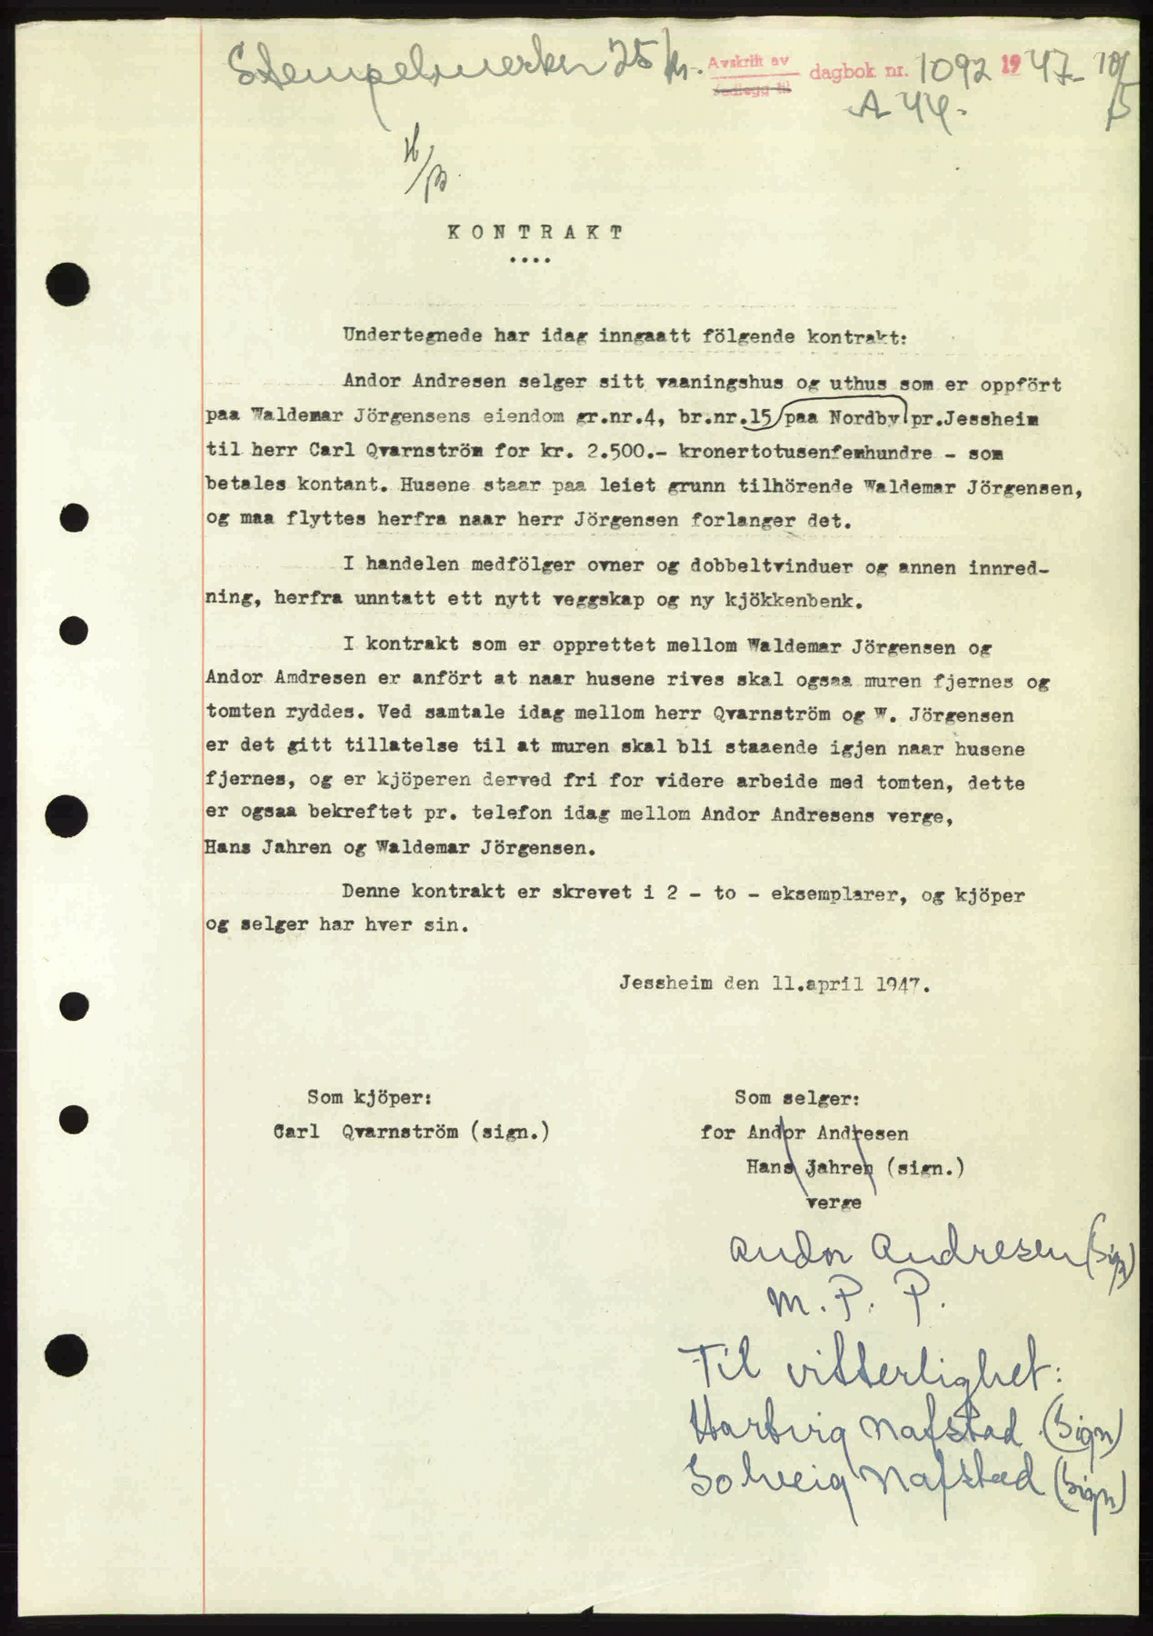 Stempelmerker 25 kr. Avskrift av dagbok nr. 1092 1947 - 10/5
Vedlegg til
A 44.
KONTRAKT
....
Undertegnede har idag inngaatt fölgende kontrakt:
Andor Andresen selger sitt vaaningshus og uthus som er oppfört
paa Waldemar Jörgensens eiendom gr.nr.4, br.nr.15 paa Nordby pr.Jessheim
til herr Carl Qvarnström for kr. 2.500.- kronertotusenfemhundre - som
betales kontant. Husene staar paa leiet grunn tilhörende Waldemar Jörgensen,
og maa flyttes herfra naar herr Jörgensen forlanger det.
I handelen medfölger ovner og dobbeltvinduer og annen innred-
ning, herfra unntatt ett nytt veggskap og ny kjökkenbenk.
I kontrakt som er opprettet mellom Waldemar Jörgensen og
Andor Amdresen er anfört at naar husene rives skal ogsaa muren fjernes og
tomten ryddes. Ved samtale idag mellom herr Qvarnström og W. Jörgensen
er det gitt tillatelse til at muren skal bli staaende igjen naar husene
fjernes, og er kjöperen derved fri for videre arbeide med tomten, dette
er ogsaa bekreftet pr. telefon idag mellom Andor Andresens verge,
Hans Jahren og Waldemar Jörgensen.
Denne kontrakt er skrevet i 2 - to - eksemplarer, og kjöper
og selger har hver sin.
Jessheim den 11.april 1947.
Som kjöper:
Carl Qvarnström (sign.)
Som selger:
for Andor Andresen
Hans Jahren (sign.)
verge
Andor Andresen (sign)
M. P. P.
Til vitterlighet:
Hartvig Nafstad (sign)
Solveig Nafstad (sign)